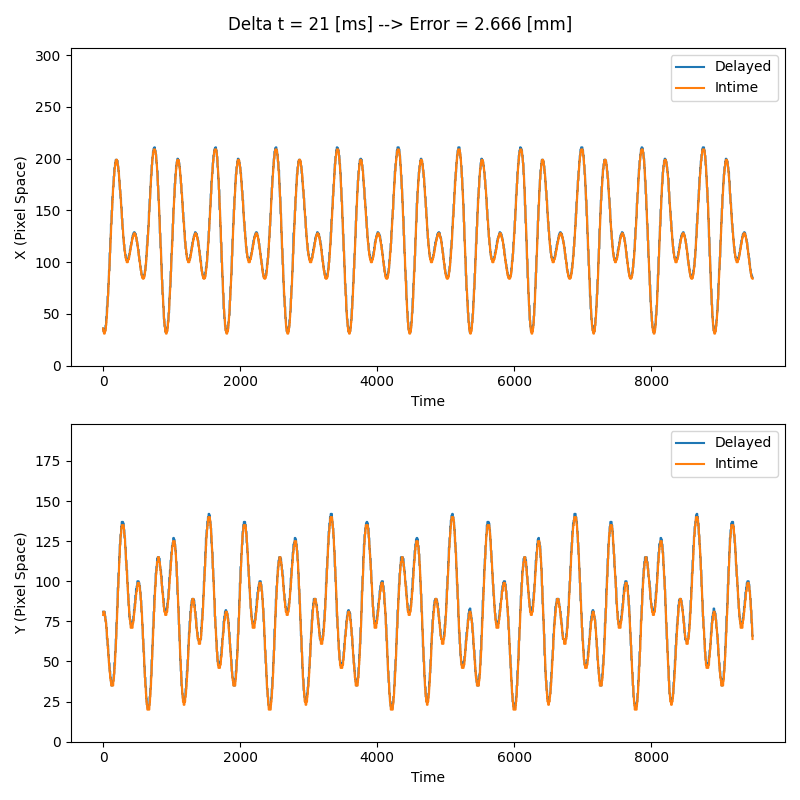 Delta t = 21 [ms] --> Error = 2.666 [mm]
300
250
200
150
100
50
0
X (Pixel Space)
Delayed
Intime
0 2000 4000 6000 8000
Time
175
150
125
100
75
50
25
0
Y (Pixel Space)
Delayed
Intime
0 2000 4000 6000 8000
Time